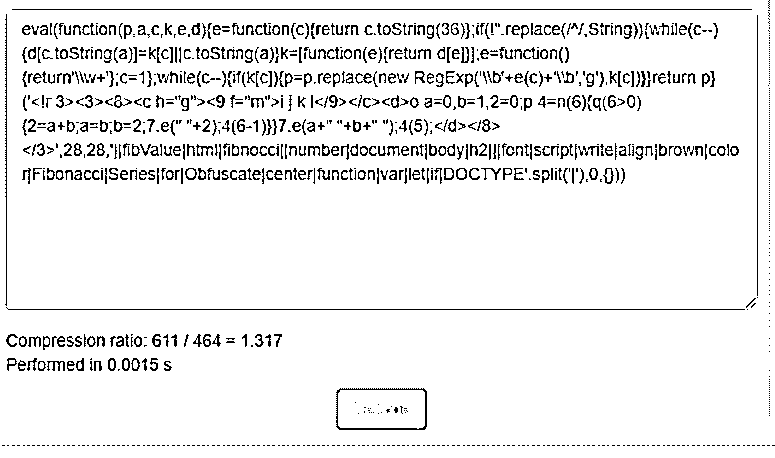 eval(function(p,a,c,k,e,d){e=function(c){return c.toString(36)};if(!''.replace(/^/,String)){while(c--)
{d[c.toString(a)]=k[c]||c.toString(a)}k=[function(e){return d[e]}];e=function()
{return'\\w+'};c=1};while(c--){if(k[c]){p=p.replace(new RegExp('\\b'+e(c)+'\\b','g'),k[c])}}return p}
('<!r 3><3><8><c h="g"><9 f="m">i j k l</9></c><d>o a=0,b=1,2=0;p 4=n(6){q(6>0)
{2=a+b;a=b;b=2;7.e(" "+2);4(6-1)}}7.e(a+" "+b+" ");4(5);</d></8>
</3>',28,28,'||fibValue|html|fibnocci||number|document|body|h2|||font|script|write|align|brown|colo
r|Fibonacci|Series|for|Obfuscate|center|function|var|let|if|DOCTYPE'.split('|'),0,{}))
Compression ratio: 611 / 464 = 1.317
Performed in 0.0015 s